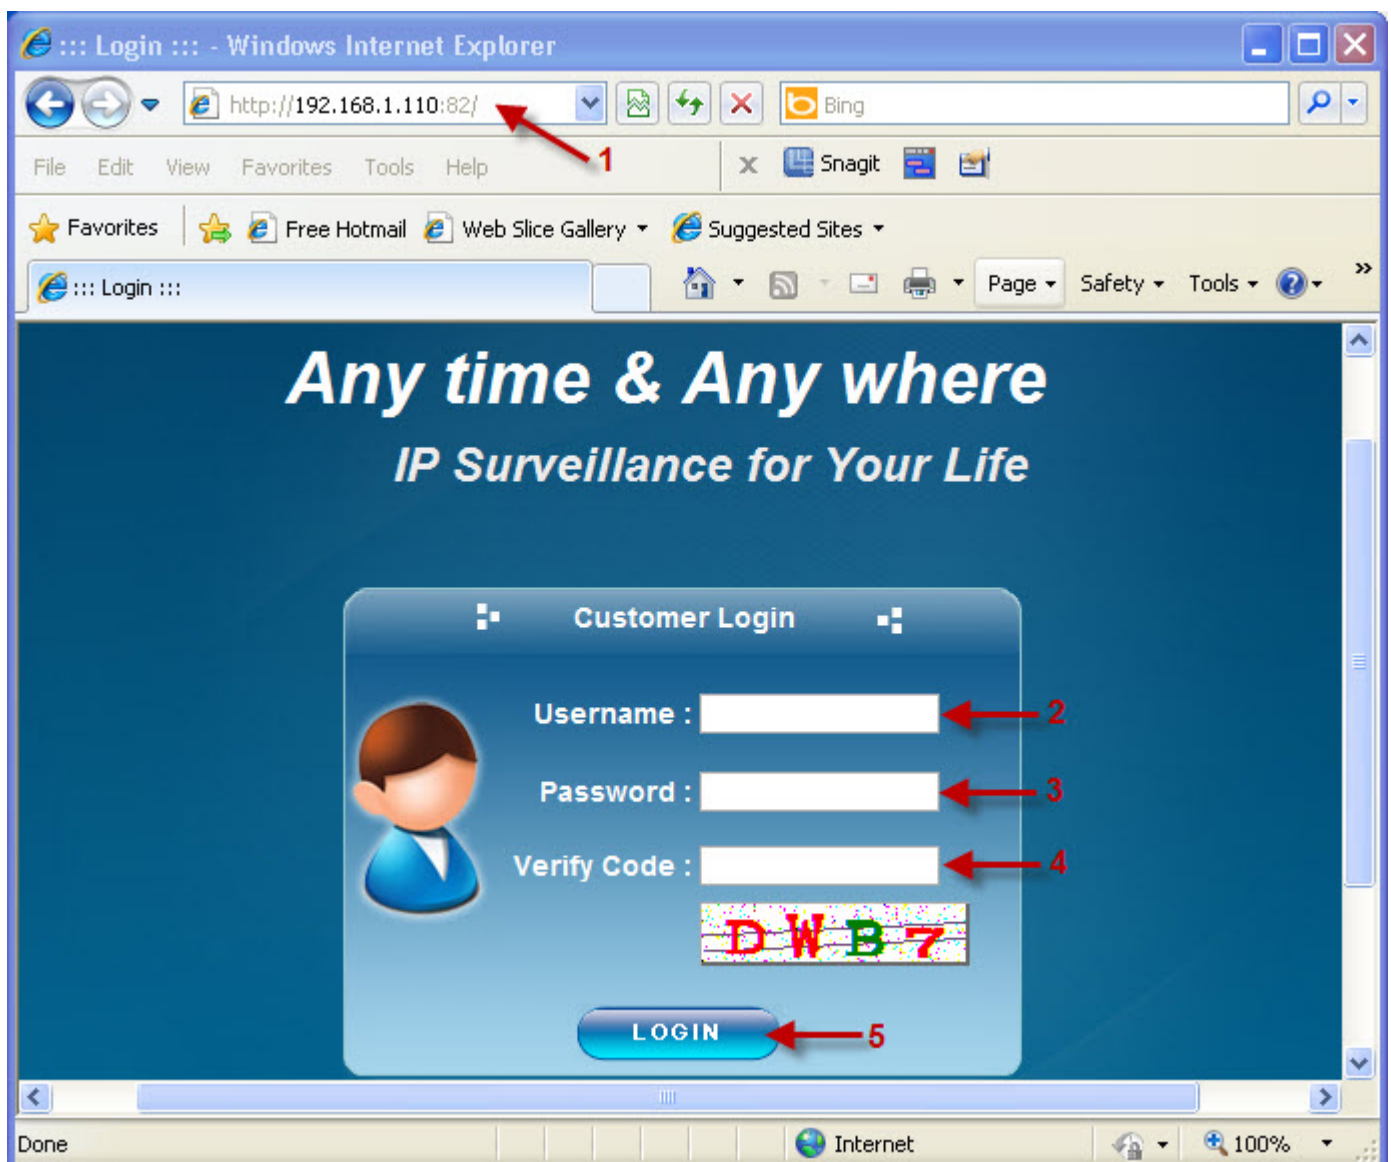 ::: Login ::: - Windows Internet Explorer
http://192.168.1.110:82/
Bing
1
File Edit View Favorites Tools Help
x Snagit
Favorites Free Hotmail Web Slice Gallery Suggested Sites
::: Login :::
Page Safety Tools »
Any time & Any where
IP Surveillance for Your Life
Customer Login
Username : 2
Password : 3
Verify Code : 4
DWB7
LOGIN 5
Done Internet 100%